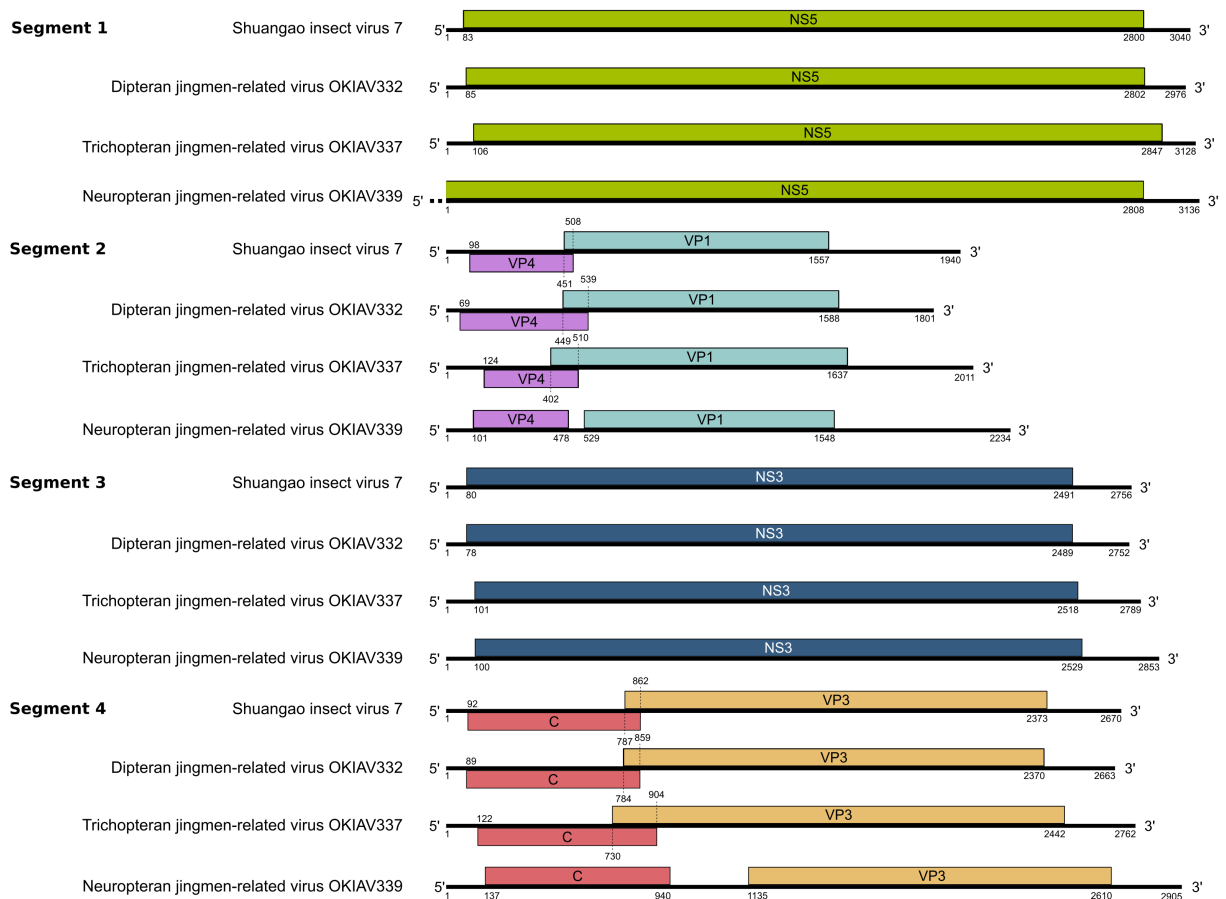 Segment 1 Shuangao insect virus 7 5' NS5 3'
1 83 2800 3040
Dipteran jingmen-related virus OKIAV332 5' NS5 3'
1 85 2802 2976
Trichopteran jingmen-related virus OKIAV337 5' NS5 3'
1 106 2847 3128
Neuropteran jingmen-related virus OKIAV339 5' NS5 3'
1 2808 3136
508
Segment 2 Shuangao insect virus 7 5' 98 VP1 3'
1 VP4 1557 1940
451 539
Dipteran jingmen-related virus OKIAV332 5' 69 VP1 3'
1 VP4 1588 1801
449 510
Trichopteran jingmen-related virus OKIAV337 5' 124 VP1 3'
1 VP4 1637 2011
402
Neuropteran jingmen-related virus OKIAV339 5' VP4 VP1 3'
1 101 478 529 1548 2234
Segment 3 Shuangao insect virus 7 5' NS3 3'
1 80 2491 2756
Dipteran jingmen-related virus OKIAV332 5' NS3 3'
1 78 2489 2752
Trichopteran jingmen-related virus OKIAV337 5' NS3 3'
1 101 2518 2789
Neuropteran jingmen-related virus OKIAV339 5' NS3 3'
1 100 2529 2853
862
Segment 4 Shuangao insect virus 7 5' 92 VP3 3'
1 C 2373 2670
787 859
Dipteran jingmen-related virus OKIAV332 5' 89 VP3 3'
1 C 2370 2663
784 904
Trichopteran jingmen-related virus OKIAV337 5' 122 VP3 3'
1 C 2442 2762
730
Neuropteran jingmen-related virus OKIAV339 5' C VP3 3'
1 137 940 1135 2610 2905